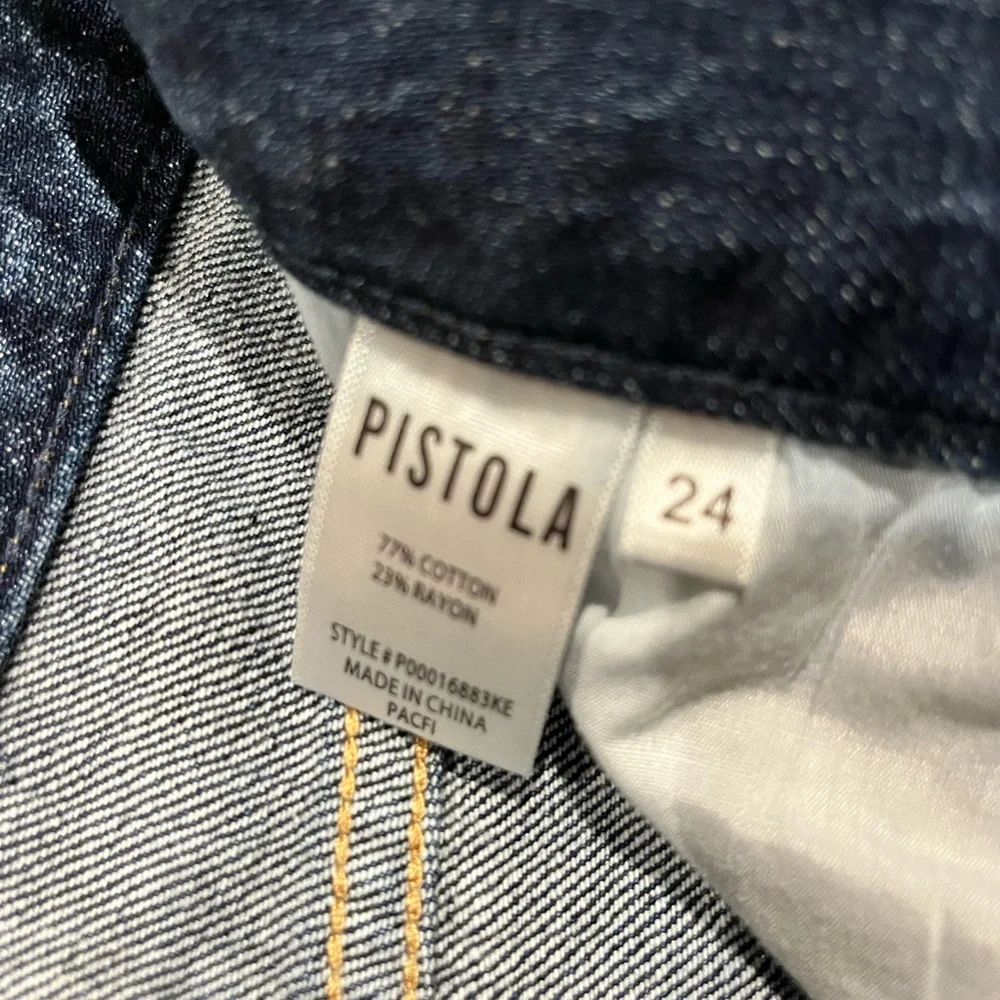 PISTOLA
24
77% COTTON
23% RAYON
STYLE # P00016883KE
MADE IN CHINA
PACFI